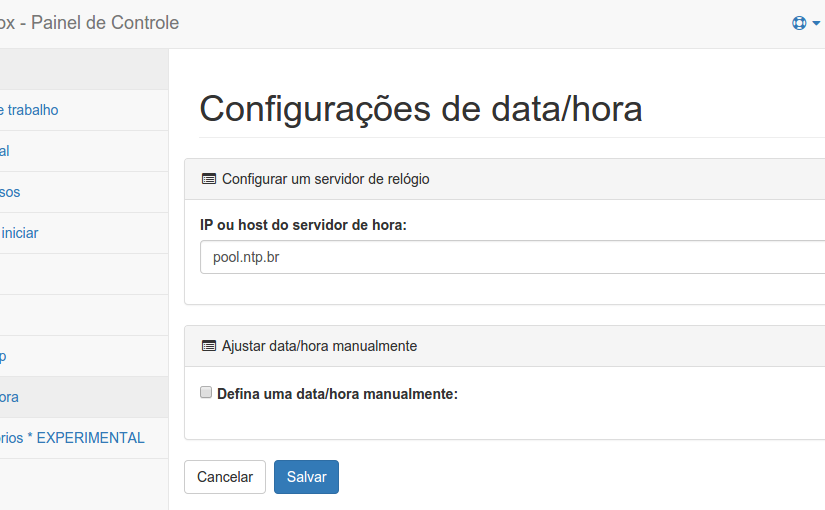 ox - Painel de Controle
e trabalho
al
sos
iniciar
p
ora
rios * EXPERIMENTAL
Configurações de data/hora
Configurar um servidor de relógio
IP ou host do servidor de hora:
pool.ntp.br
Ajustar data/hora manualmente
Defina uma data/hora manualmente:
Cancelar
Salvar